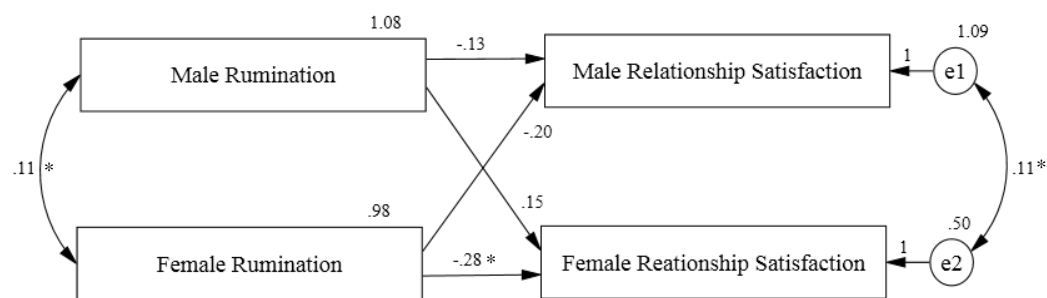 1.08
1.09
Male Rumination
-.13
Male Relationship Satisfaction
1
e1
-.20
.11 *
.11*
.15
.98
.50
Female Rumination
-.28 *
Female Reationship Satisfaction
1
e2